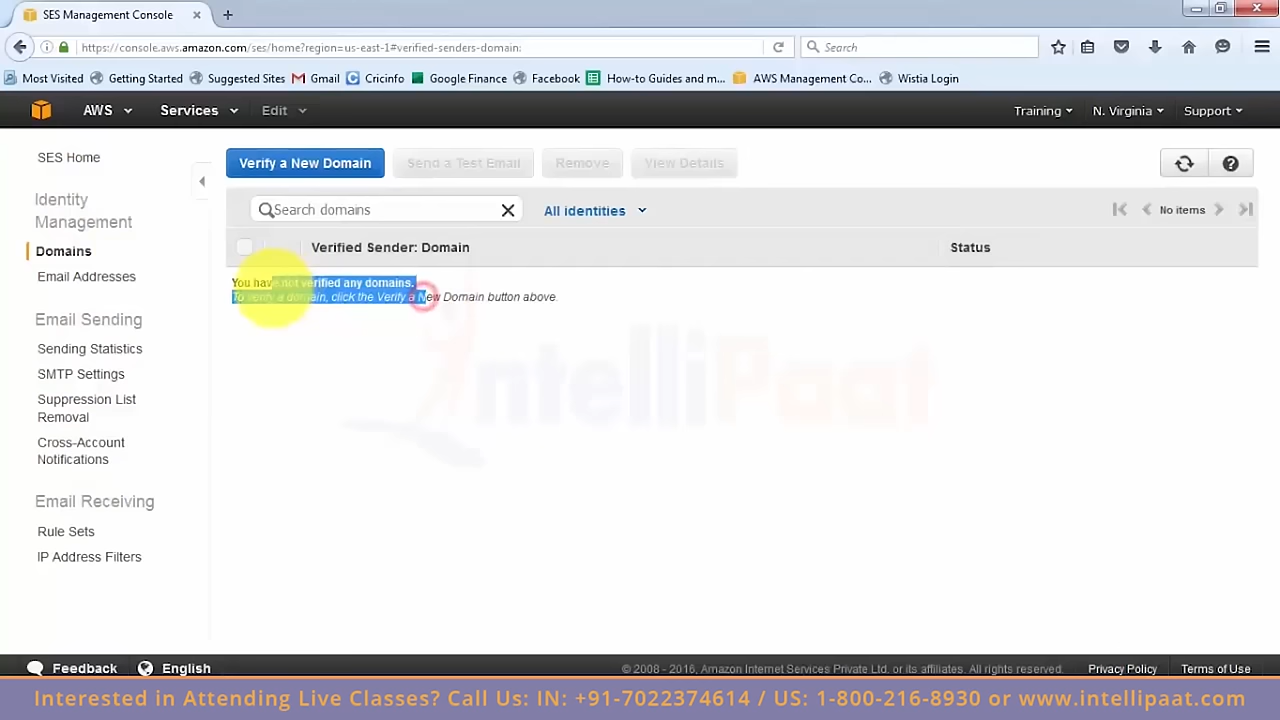 SES Management Console
https://console.aws.amazon.com/ses/home?region=us-east-1#verified-senders-domain:
Search
Most Visited Getting Started Suggested Sites Gmail Cricinfo Google Finance Facebook How-to Guides and m... AWS Management Co... Wistia Login
AWS Services Edit Training N. Virginia Support
SES Home
Identity
Management
Domains
Email Addresses
Email Sending
Sending Statistics
SMTP Settings
Suppression List
Removal
Cross-Account
Notifications
Email Receiving
Rule Sets
IP Address Filters
Verify a New Domain Send a Test Email Remove View Details
Search domains All identities No items
Verified Sender: Domain Status
You have not verified any domains.
To verify a domain, click the Verify a New Domain button above.
IntelliPaat
Feedback English © 2008 - 2016, Amazon Internet Services Private Ltd. or its affiliates. All rights reserved. Privacy Policy Terms of Use
Interested in Attending Live Classes? Call Us: IN: +91-7022374614 / US: 1-800-216-8930 or www.intellipaat.com